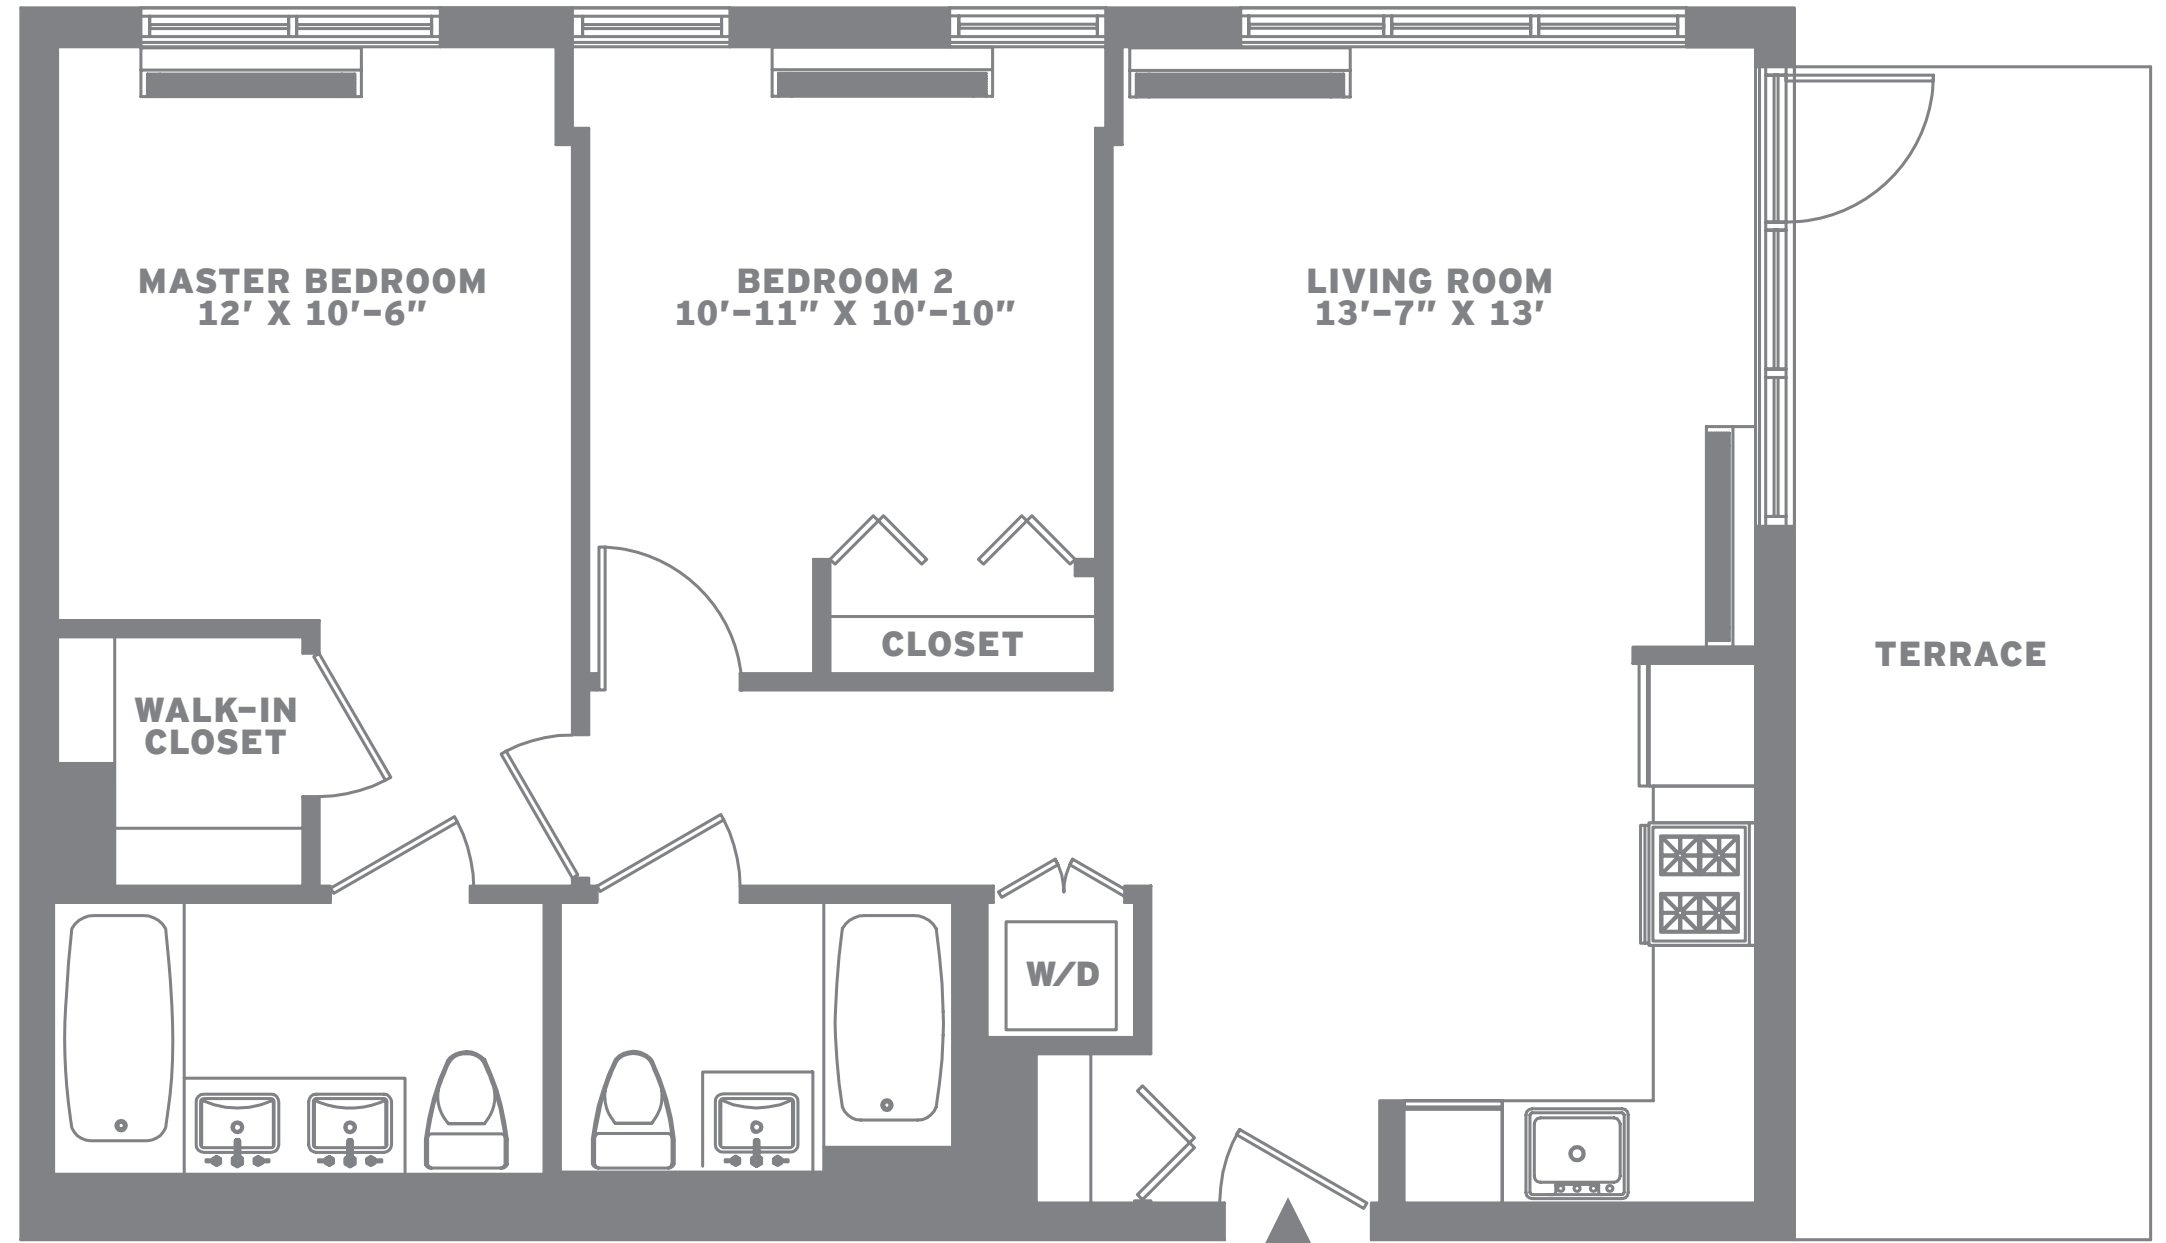 MASTER BEDROOM
12′ X 10′–6″
BEDROOM 2
10′–11″ X 10′–10″
LIVING ROOM
13′–7″ X 13′
CLOSET
TERRACE
WALK–IN
CLOSET
W/D